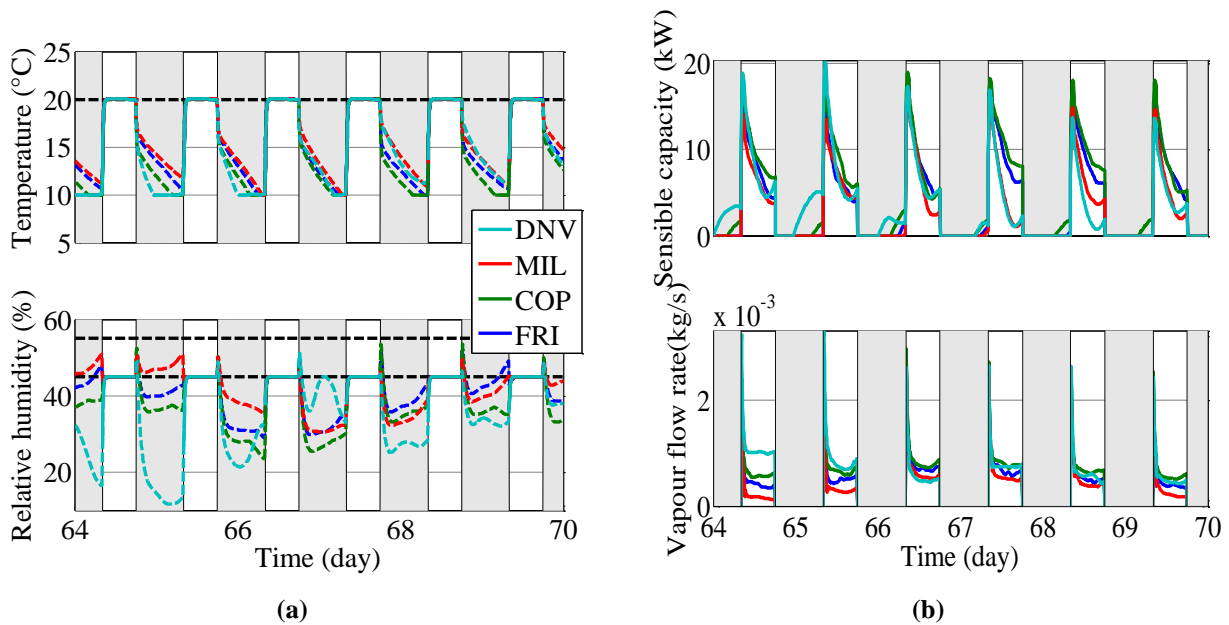 Temperature (°C)
25
20
15
10
5
DNV
MIL
COP
FRI
Relative humidity (%)
60
40
20
64
66
68
70
Time (day)
(a)
Sensible capacity (kW)
20
10
0
Vapour flow rate(kg/s)
x 10⁻³
2
0
64
65
66
67
68
69
70
Time (day)
(b)